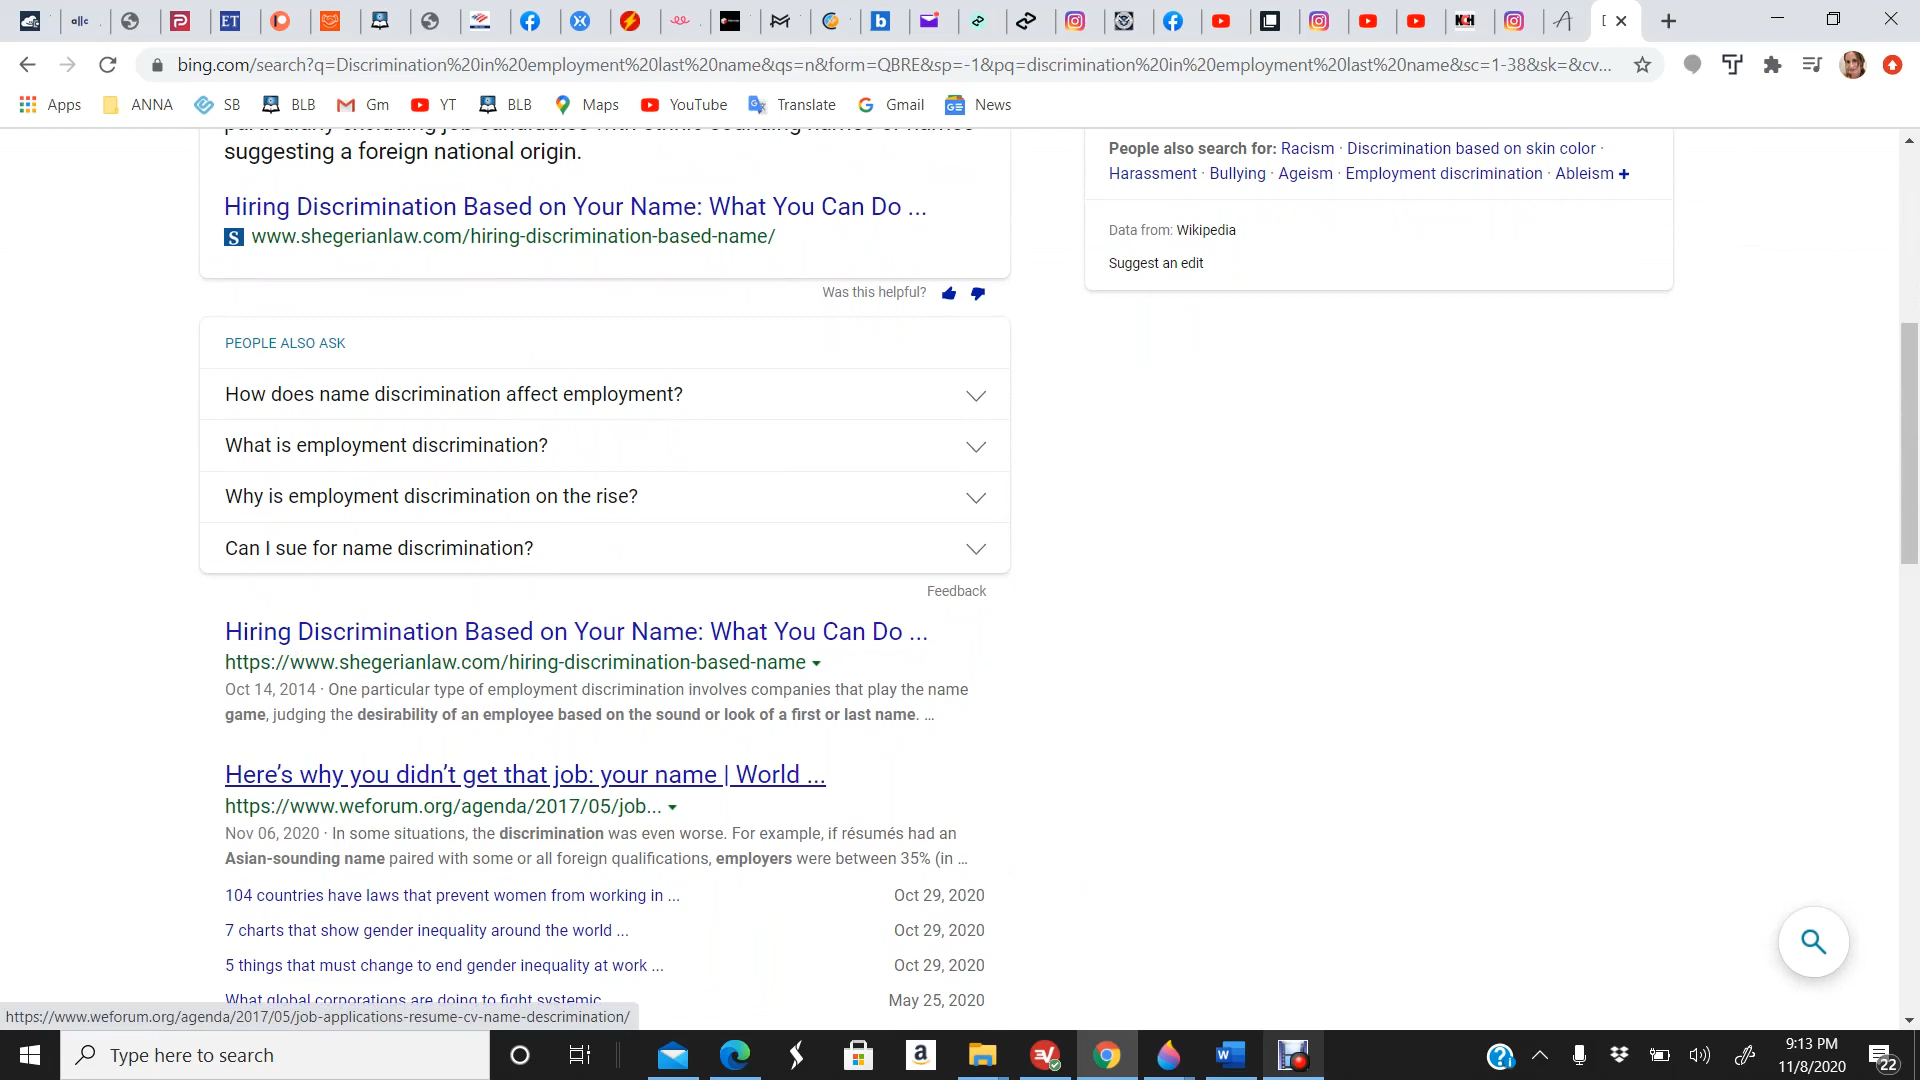 bing.com/search?q=Discrimination%20in%20employment%20last%20name&qs=n&form=QBRE&sp=-1&pq=discrimination%20in%20employment%20last%20name&sc=1-38&sk=&cv...
Apps ANNA SB BLB Gm YT BLB Maps YouTube Translate Gmail News
suggesting a foreign national origin.
Hiring Discrimination Based on Your Name: What You Can Do ...
S www.shegerianlaw.com/hiring-discrimination-based-name/
Was this helpful?
People also search for: Racism · Discrimination based on skin color ·
Harassment · Bullying · Ageism · Employment discrimination · Ableism +
Data from: Wikipedia
Suggest an edit
PEOPLE ALSO ASK
How does name discrimination affect employment?
What is employment discrimination?
Why is employment discrimination on the rise?
Can I sue for name discrimination?
Feedback
Hiring Discrimination Based on Your Name: What You Can Do ...
https://www.shegerianlaw.com/hiring-discrimination-based-name
Oct 14, 2014 · One particular type of employment discrimination involves companies that play the name
game, judging the desirability of an employee based on the sound or look of a first or last name. ...
Here's why you didn't get that job: your name | World ...
https://www.weforum.org/agenda/2017/05/job...
Nov 06, 2020 · In some situations, the discrimination was even worse. For example, if résumés had an
Asian-sounding name paired with some or all foreign qualifications, employers were between 35% (in ...
104 countries have laws that prevent women from working in ... Oct 29, 2020
7 charts that show gender inequality around the world ... Oct 29, 2020
5 things that must change to end gender inequality at work ... Oct 29, 2020
What global corporations are doing to fight systemic May 25, 2020
https://www.weforum.org/agenda/2017/05/job-applications-resume-cv-name-descrimination/
Type here to search
9:13 PM
11/8/2020
22